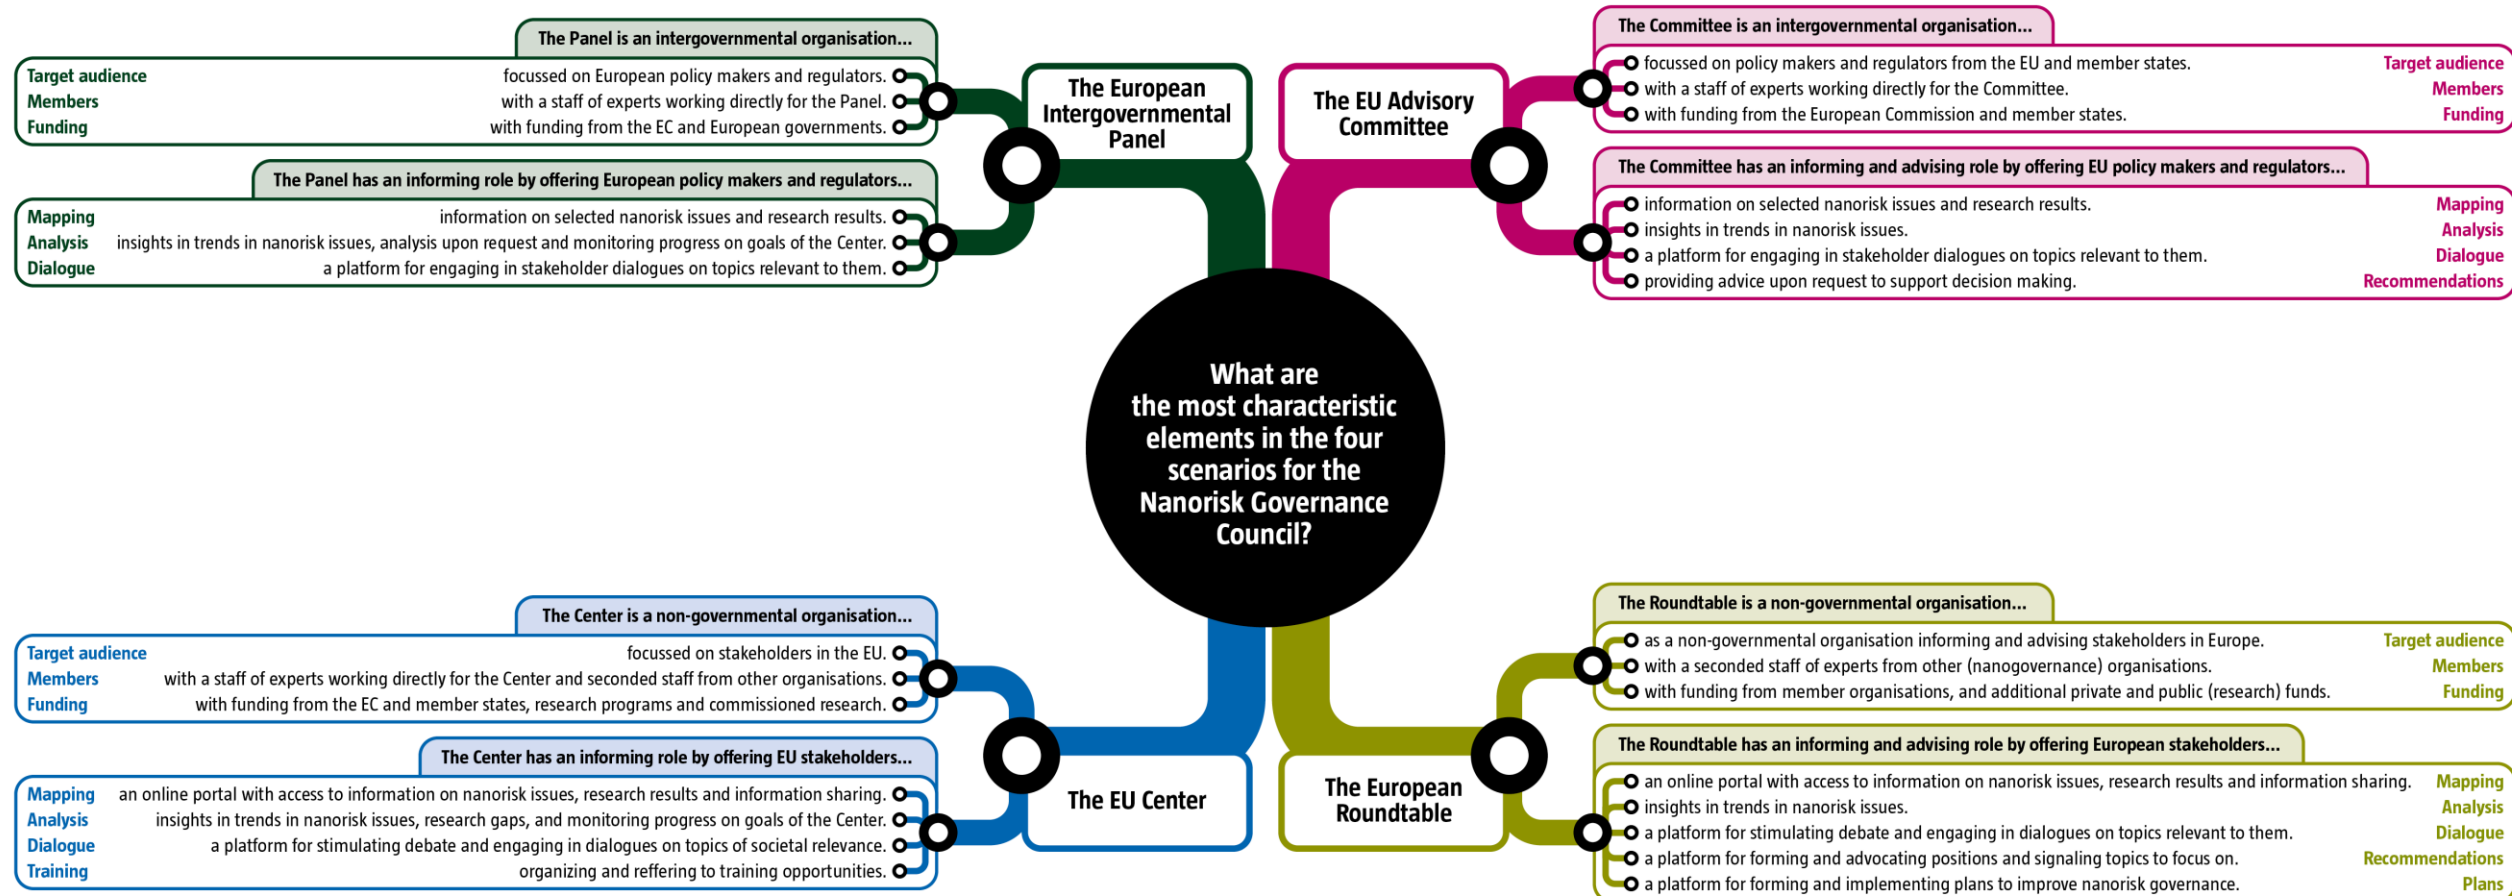 The Panel is an intergovernmental organisation...
Target audience focussed on European policy makers and regulators.
Members with a staff of experts working directly for the Panel.
Funding with funding from the EC and European governments.
The Panel has an informing role by offering European policy makers and regulators...
Mapping information on selected nanorisk issues and research results.
Analysis insights in trends in nanorisk issues, analysis upon request and monitoring progress on goals of the Center.
Dialogue a platform for engaging in stakeholder dialogues on topics relevant to them.
The European
Intergovernmental
Panel
The EU Advisory
Committee
The Committee is an intergovernmental organisation...
focussed on policy makers and regulators from the EU and member states. Target audience
with a staff of experts working directly for the Committee. Members
with funding from the European Commission and member states. Funding
The Committee has an informing and advising role by offering EU policy makers and regulators...
information on selected nanorisk issues and research results. Mapping
insights in trends in nanorisk issues. Analysis
a platform for engaging in stakeholder dialogues on topics relevant to them. Dialogue
providing advice upon request to support decision making. Recommendations
What are
the most characteristic
elements in the four
scenarios for the
Nanorisk Governance
Council?
The Center is a non-governmental organisation...
Target audience focussed on stakeholders in the EU.
Members with a staff of experts working directly for the Center and seconded staff from other organisations.
Funding with funding from the EC and member states, research programs and commissioned research.
The Center has an informing role by offering EU stakeholders...
Mapping an online portal with access to information on nanorisk issues, research results and information sharing.
Analysis insights in trends in nanorisk issues, research gaps, and monitoring progress on goals of the Center.
Dialogue a platform for stimulating debate and engaging in dialogues on topics of societal relevance.
Training organizing and reffering to training opportunities.
The EU Center
The European
Roundtable
The Roundtable is a non-governmental organisation...
as a non-governmental organisation informing and advising stakeholders in Europe. Target audience
with a seconded staff of experts from other (nanogovernance) organisations. Members
with funding from member organisations, and additional private and public (research) funds. Funding
The Roundtable has an informing and advising role by offering European stakeholders...
an online portal with access to information on nanorisk issues, research results and information sharing. Mapping
insights in trends in nanorisk issues. Analysis
a platform for stimulating debate and engaging in dialogues on topics relevant to them. Dialogue
a platform for forming and advocating positions and signaling topics to focus on. Recommendations
a platform for forming and implementing plans to improve nanorisk governance. Plans